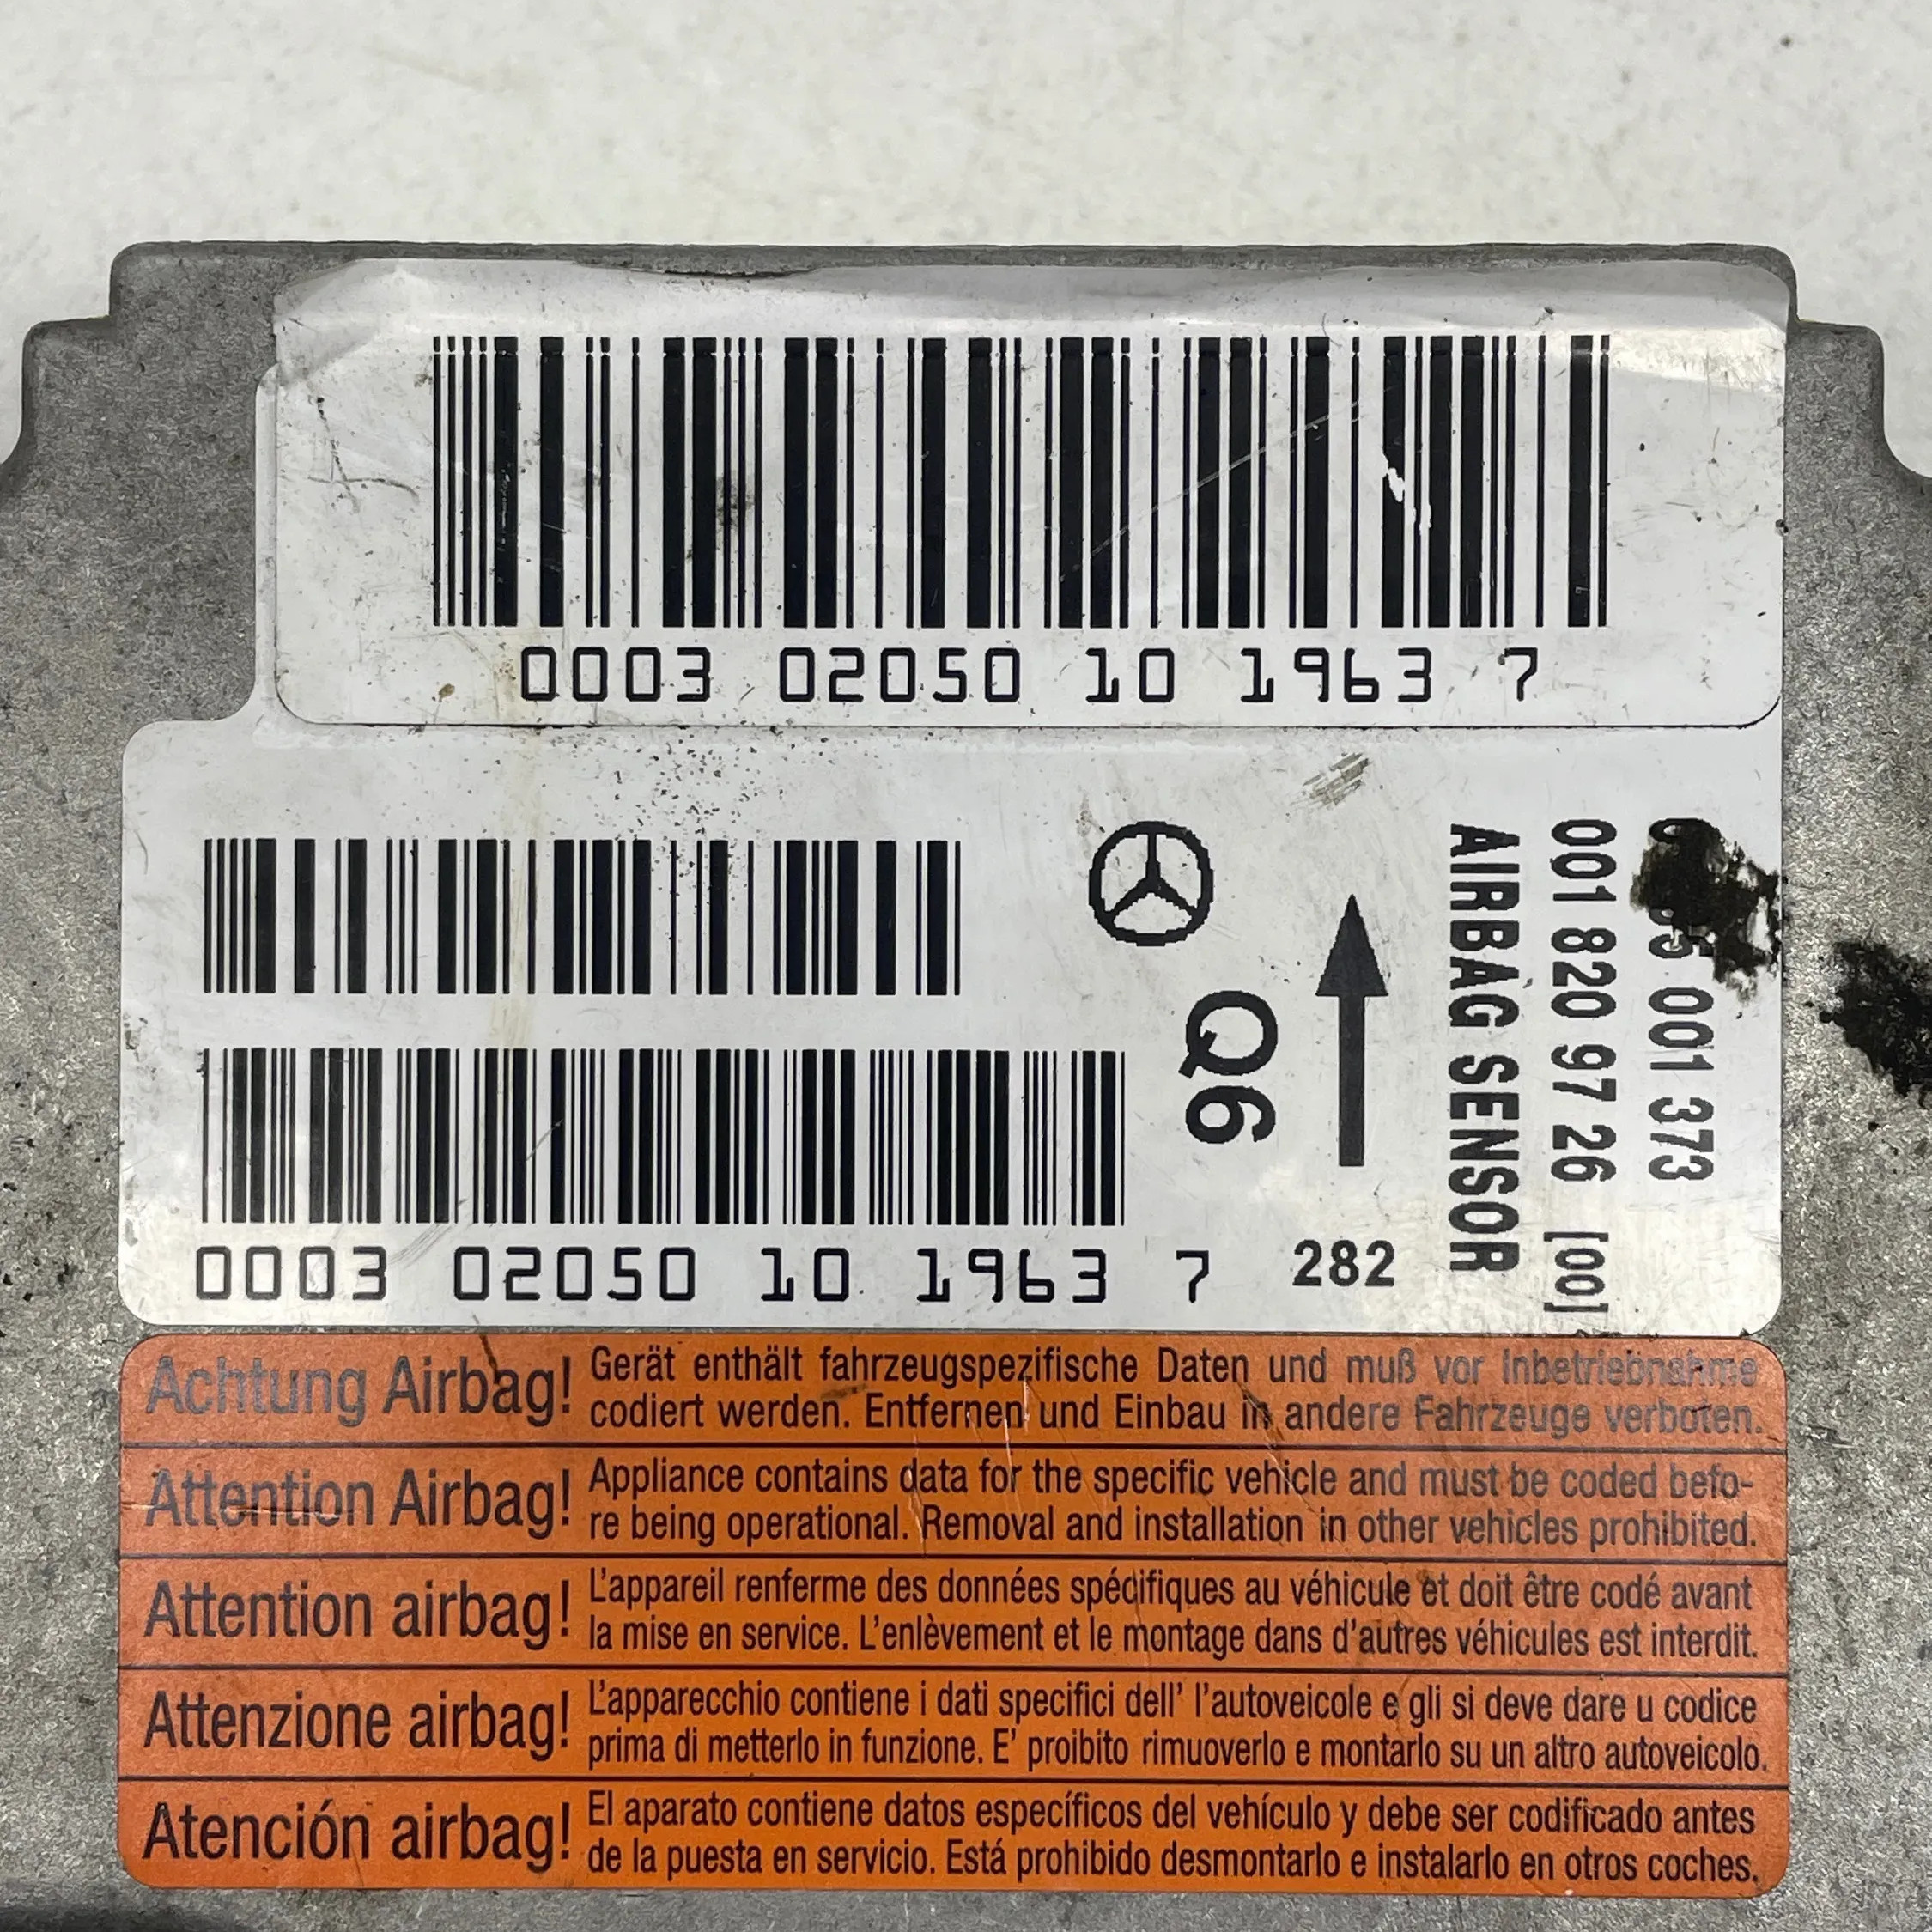 0003 02050 10 1963 7
001 373
001 820 97 26 [00]
AIRBAG SENSOR
Q6
282
0003 02050 10 1963 7
Achtung Airbag! Gerät enthält fahrzeugspezifische Daten und muß vor Inbetriebnahme
codiert werden. Entfernen und Einbau in andere Fahrzeuge verboten.
Attention Airbag! Appliance contains data for the specific vehicle and must be coded befo-
re being operational. Removal and installation in other vehicles prohibited.
Attention airbag! L'appareil renferme des données spécifiques au véhicule et doit être codé avant
la mise en service. L'enlèvement et le montage dans d'autres véhicules est interdit.
Attenzione airbag! L'apparecchio contiene i dati specifici dell' l'autoveicole e gli si deve dare u codice
prima di metterlo in funzione. E' proibito rimuoverlo e montarlo su un altro autoveicolo.
Atención airbag! El aparato contiene datos específicos del vehículo y debe ser codificado antes
de la puesta en servicio. Está prohibido desmontarlo e instalarlo en otros coches.